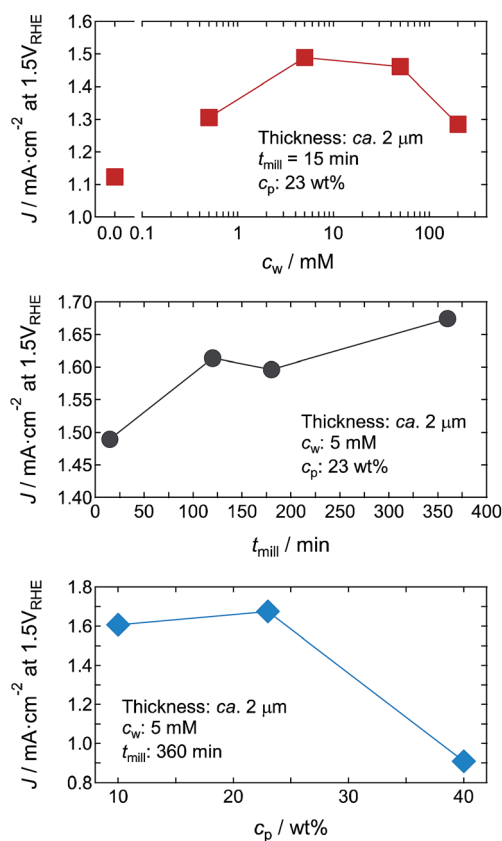 1.6
1.5
1.4
1.3
1.2
1.1
1.0
J / mA·cm⁻² at 1.5V_RHE
Thickness: ca. 2 μm
t_mill = 15 min
c_p: 23 wt%
0.0 0.1 1 10 100
c_w / mM
1.70
1.65
1.60
1.55
1.50
1.45
1.40
J / mA·cm⁻² at 1.5V_RHE
Thickness: ca. 2 μm
c_w: 5 mM
c_p: 23 wt%
0 50 100 150 200 250 300 350 400
t_mill / min
1.8
1.6
1.4
1.2
1.0
0.8
J / mA·cm⁻² at 1.5V_RHE
Thickness: ca. 2 μm
c_w: 5 mM
t_mill: 360 min
10 20 30 40
c_p / wt%